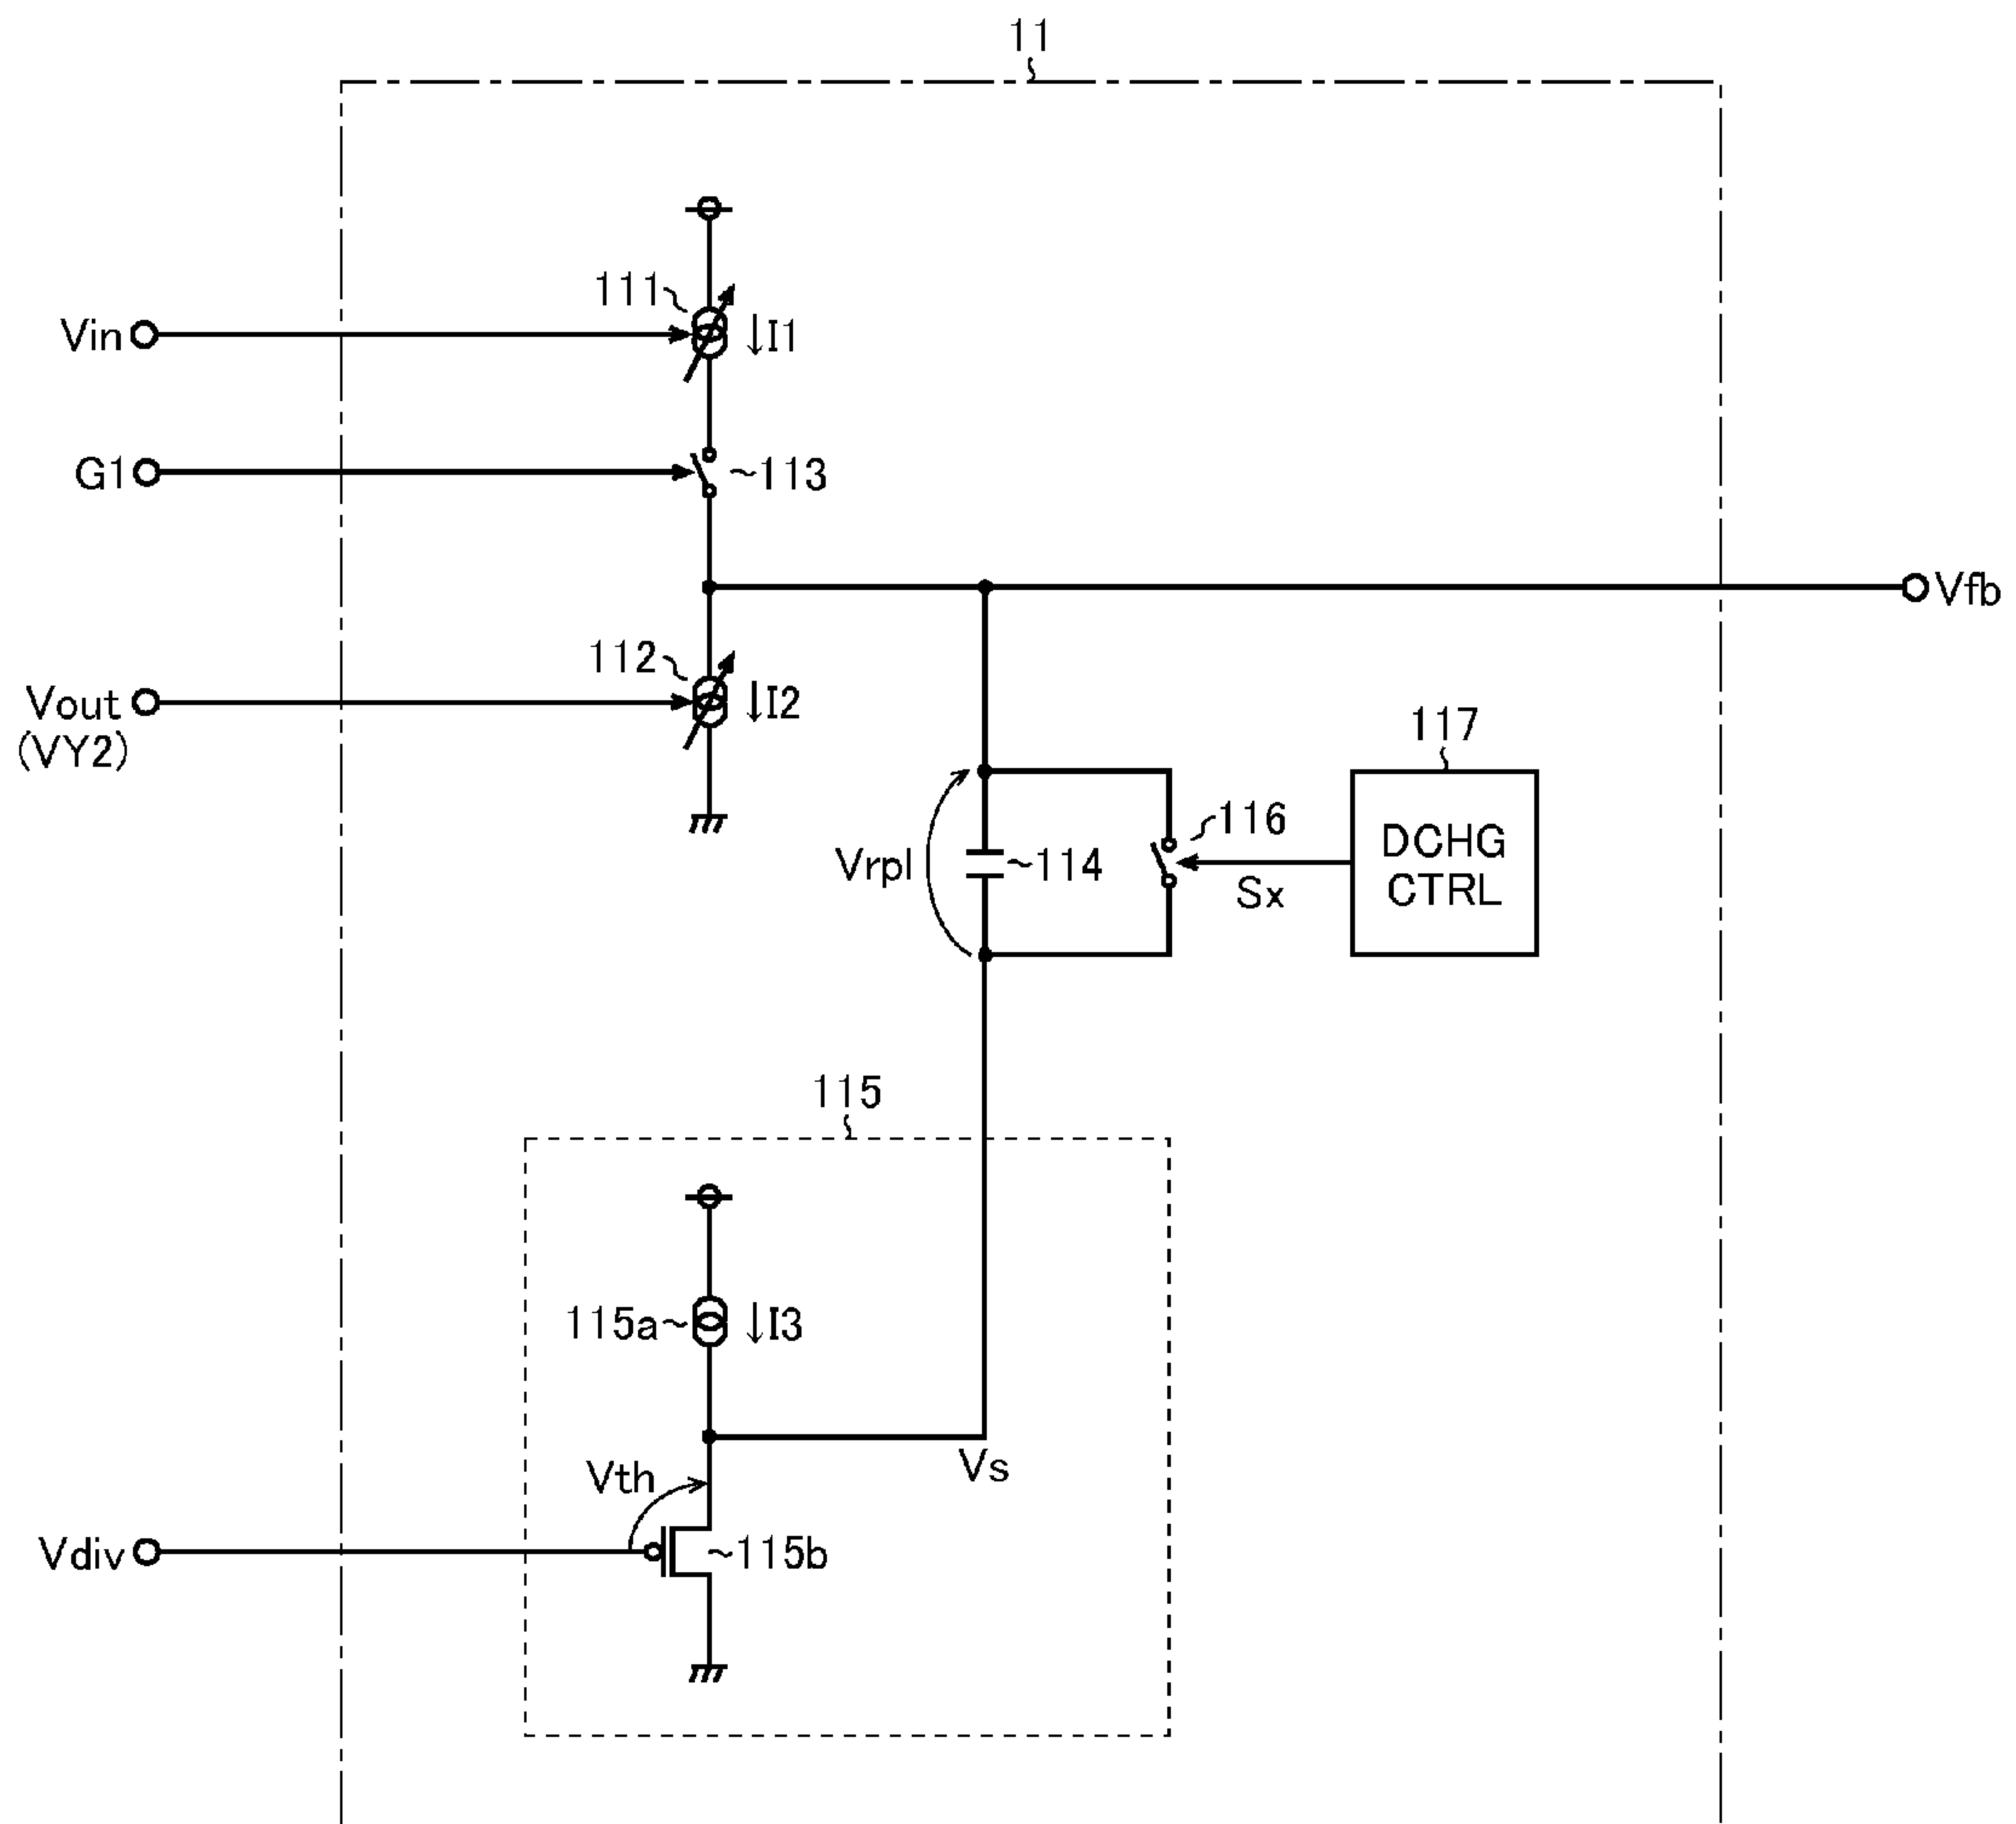 11
111
Vin
↓I1
G1
~113
Vfb
112
Vout
(VY2)
↓I2
117
116
DCHG
CTRL
Vrpl
~114
Sx
115
115a~
↓I3
Vth
Vs
Vdiv
~115b